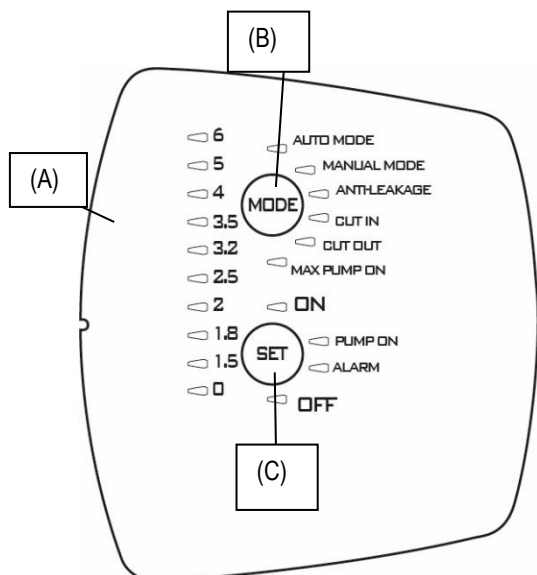 (B)
(A)
6
5
4
3.5
3.2
2.5
2
1.8
1.5
0
AUTO MODE
MANUAL MODE
ANTI-LEAKAGE
MODE
CUT IN
CUT OUT
MAX PUMP ON
ON
PUMP ON
SET
ALARM
OFF
(C)